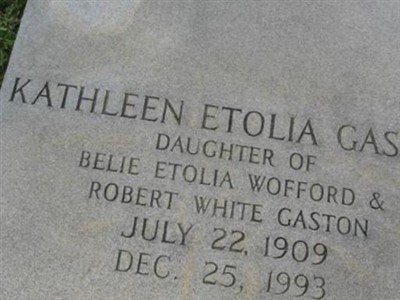 KATHLEEN ETOLIA GAS
DAUGHTER OF
BELIE ETOLIA WOFFORD &
ROBERT WHITE GASTON
JULY 22, 1909
DEC. 25, 1993